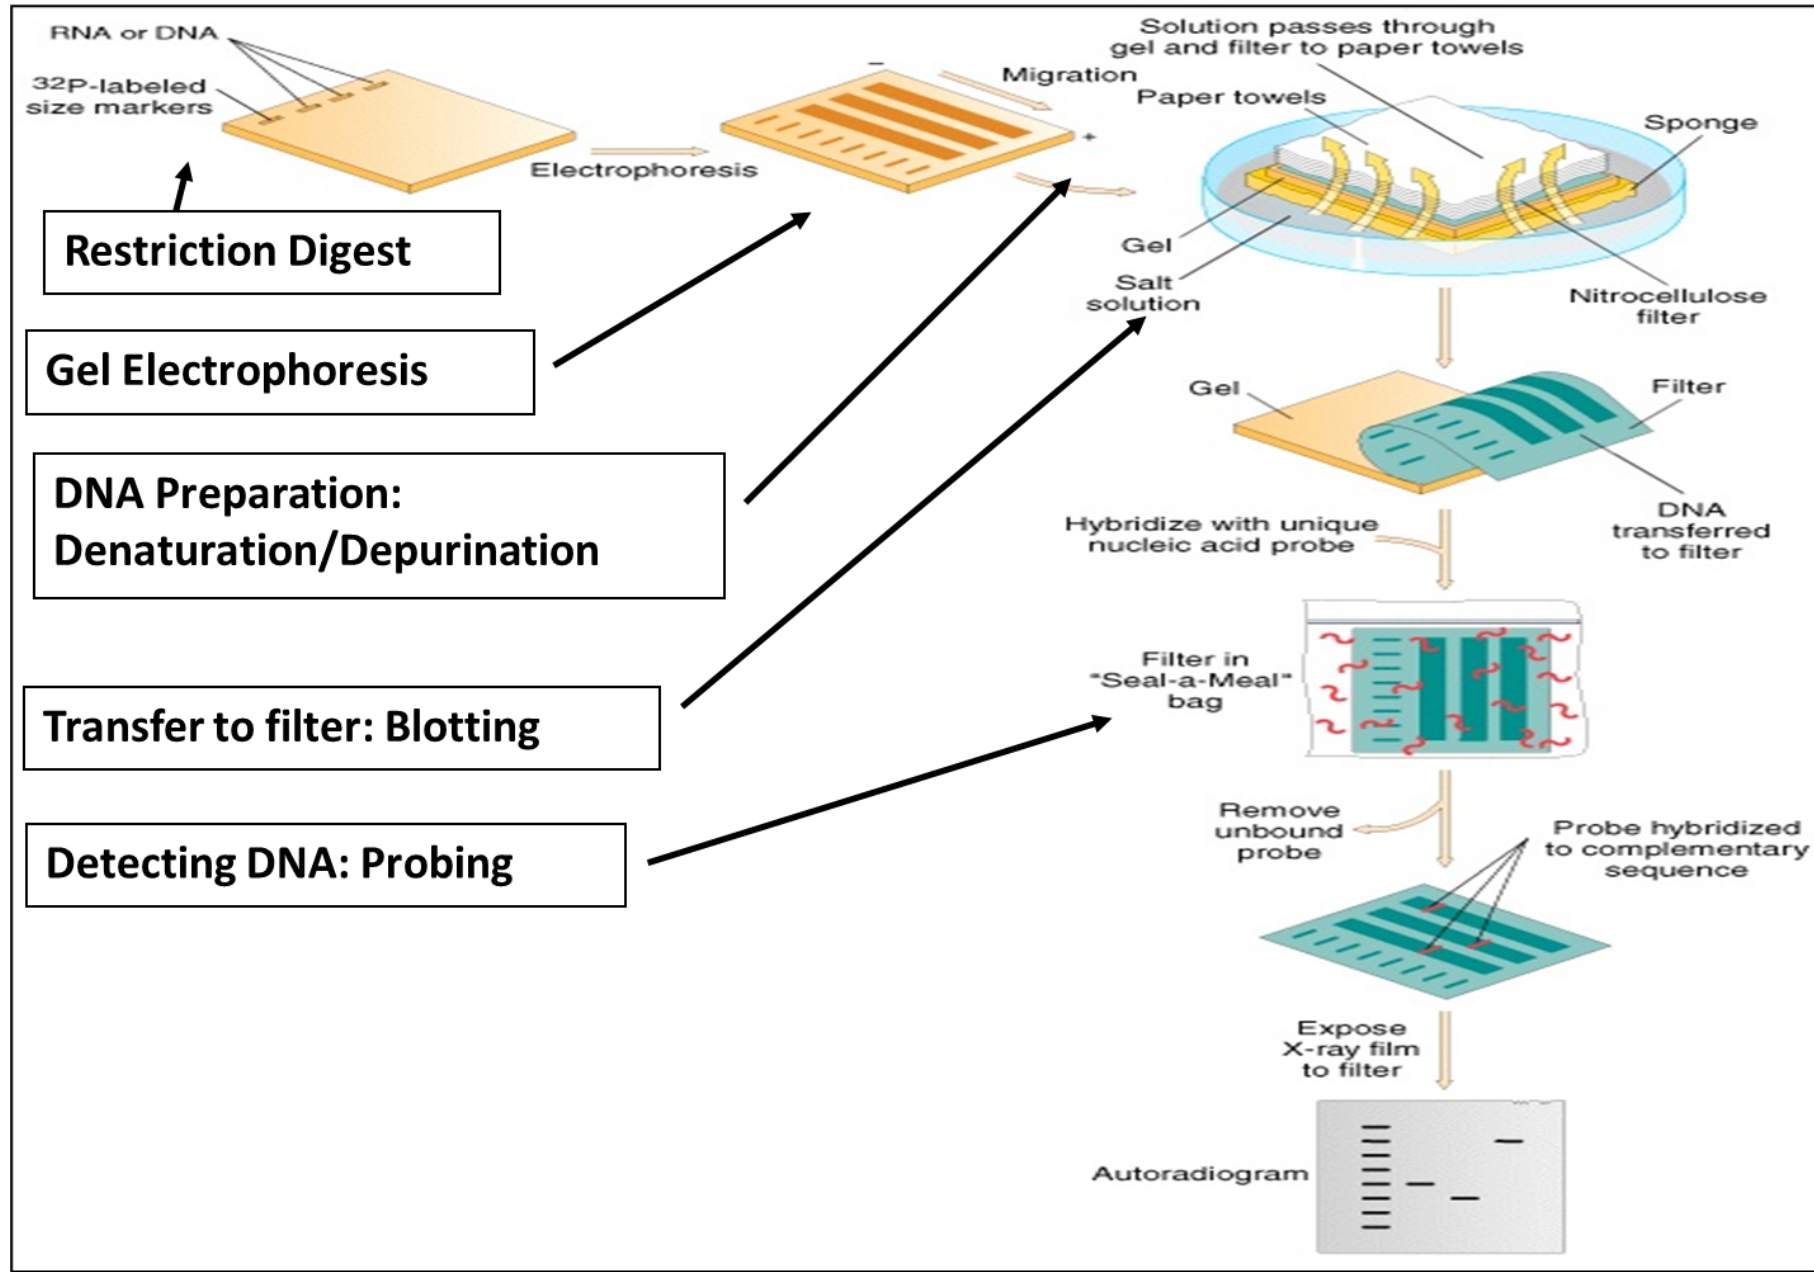 RNA or DNA
32P-labeled
size markers
Electrophoresis
−
Migration
+
Solution passes through
gel and filter to paper towels
Paper towels
Sponge
Gel
Salt
solution
Nitrocellulose
filter
Restriction Digest
Gel Electrophoresis
DNA Preparation:
Denaturation/Depurination
Transfer to filter: Blotting
Detecting DNA: Probing
Gel
Filter
DNA
transferred
to filter
Hybridize with unique
nucleic acid probe
Filter in
"Seal-a-Meal"
bag
Remove
unbound
probe
Probe hybridized
to complementary
sequence
Expose
X-ray film
to filter
Autoradiogram